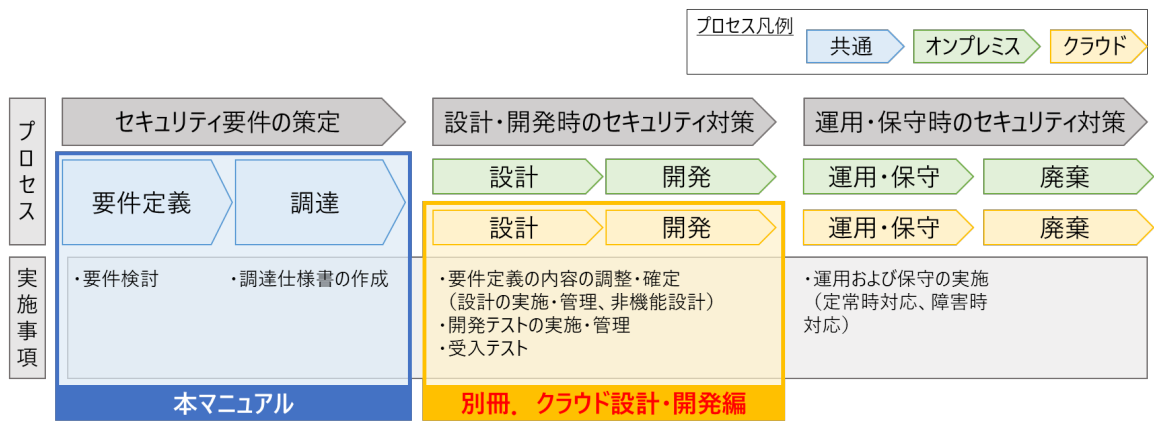 プロセス凡例
共通
オンプレミス
クラウド
プロセス
セキュリティ要件の策定
設計・開発時のセキュリティ対策
運用・保守時のセキュリティ対策
要件定義
調達
設計
開発
運用・保守
廃棄
設計
開発
運用・保守
廃棄
実施事項
・要件検討
・調達仕様書の作成
・要件定義の内容の調整・確定
（設計の実施・管理、非機能設計）
・開発テストの実施・管理
・受入テスト
・運用および保守の実施
（定常時対応、障害時
対応）
本マニュアル
別冊．クラウド設計・開発編